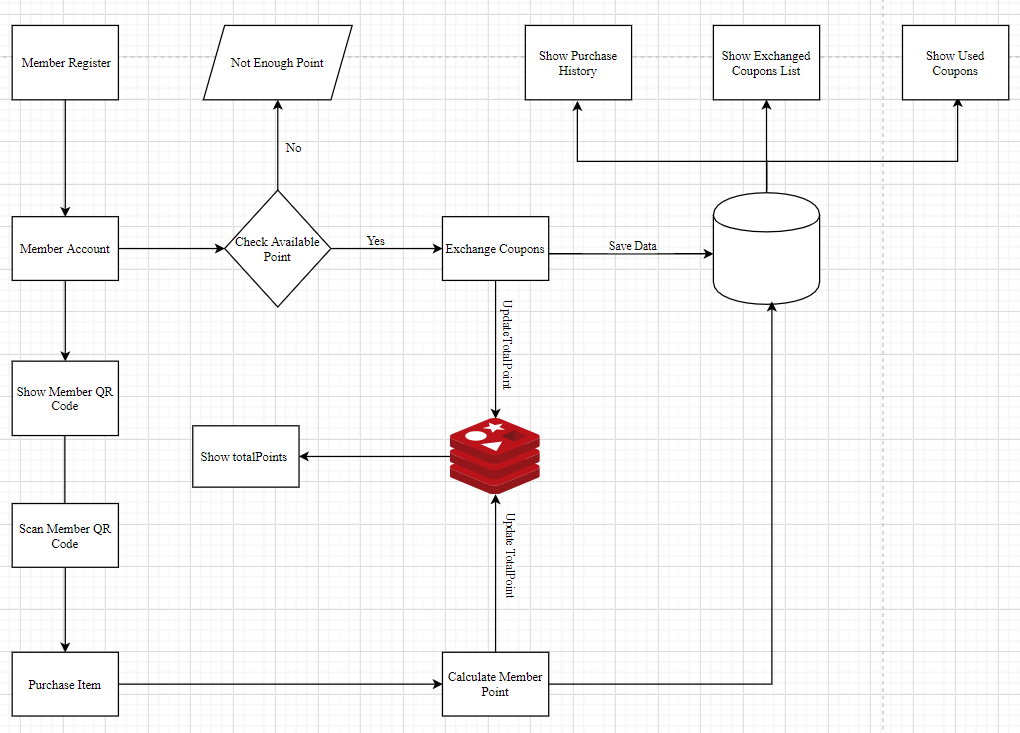 Member Register
Not Enough Point
Show Purchase
History
Show Exchanged
Coupons List
Show Used
Coupons
No
Member Account
Check Available
Point
Yes
Exchange Coupons
Save Data
UpdateTotalPoint
Show Member QR
Code
Show totalPoints
Scan Member QR
Code
Update TotalPoint
Purchase Item
Calculate Member
Point